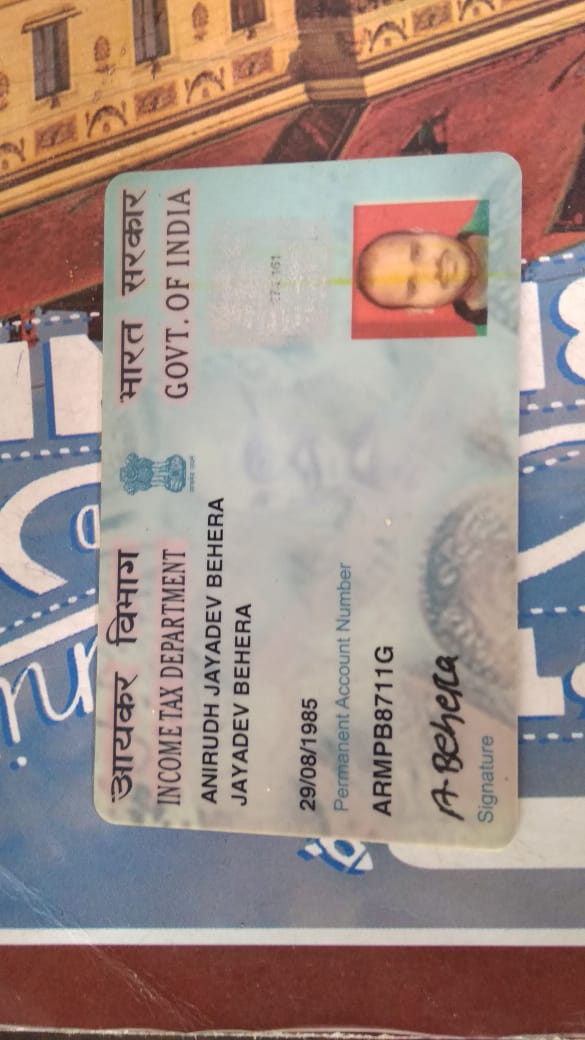 आयकर विभाग
INCOME TAX DEPARTMENT
भारत सरकार
GOVT. OF INDIA
ANIRUDH JAYADEV BEHERA
JAYADEV BEHERA
29/08/1985
Permanent Account Number
ARMPB8711G
A. Behera
Signature